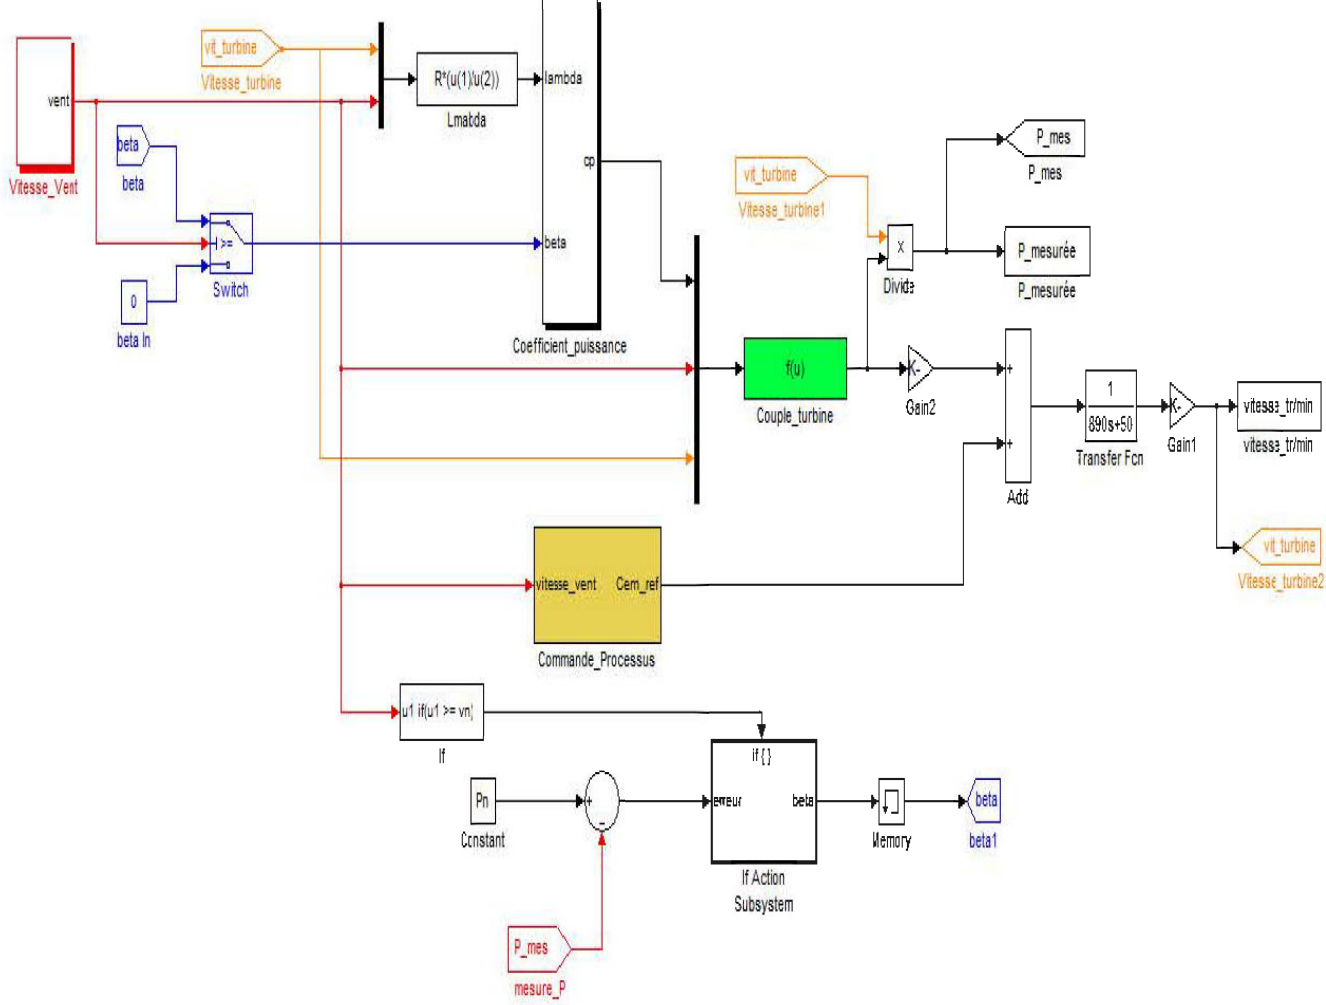 vit_turbine
Vitesse_turbine
vent
Vitesse_Vent
R*(u(1)/u(2))
Lmabda
lambda
cp
beta
Coefficient_puissance
beta
beta
>=
Switch
0
beta In
vit_turbine
Vitesse_turbine1
x
Divide
P_mes
P_mes
P_mesurée
P_mesurée
f(u)
Couple_turbine
K-
Gain2
+
+
Add
1
890s+50
Transfer Fcn
K-
Gain1
vitesse_tr/min
vitesse_tr/min
vit_turbine
Vitesse_turbine2
vitesse_vent
Cem_ref
Commande_Processus
u1 if(u1 >= vn)
If
Pn
Constant
+
-
if { }
erreur
beta
If Action
Subsystem
Memory
beta
beta1
P_mes
mesure_P